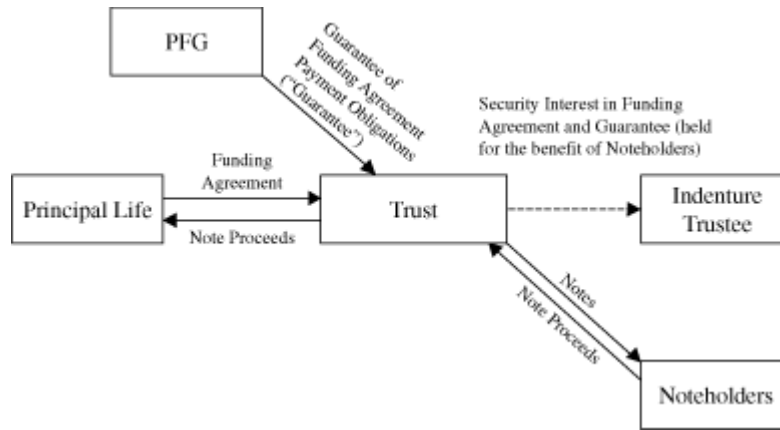 PFG
Guarantee of
Funding Agreement
Payment Obligations
("Guarantee")
Security Interest in Funding
Agreement and Guarantee (held
for the benefit of Noteholders)
Funding
Agreement
Principal Life
Note Proceeds
Trust
Indenture
Trustee
Notes
Note Proceeds
Noteholders